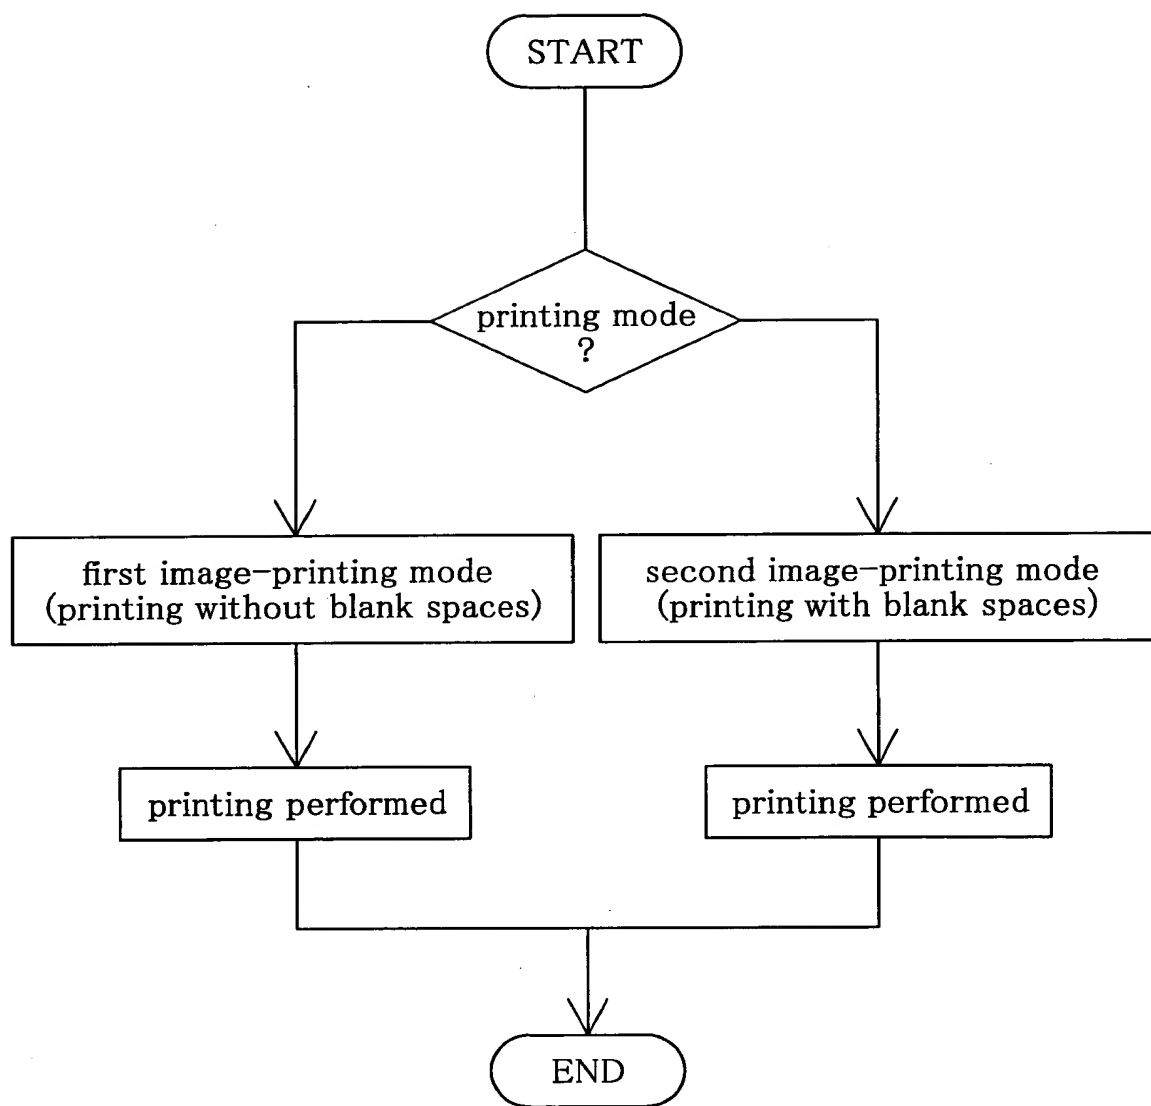 START
printing mode
?
first image-printing mode
(printing without blank spaces)
second image-printing mode
(printing with blank spaces)
printing performed
printing performed
END